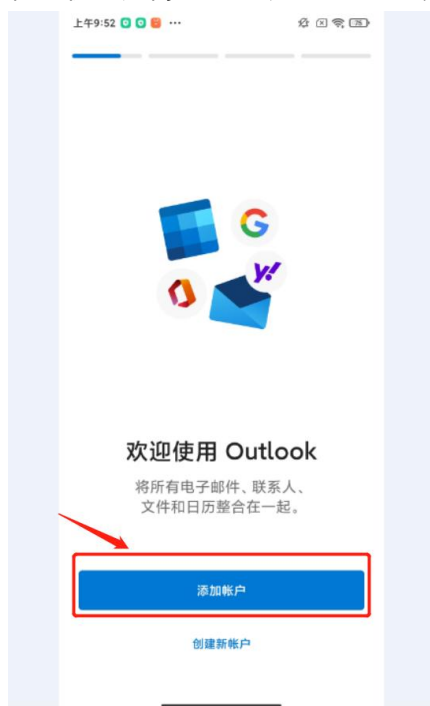 上午9:52 ...
75
欢迎使用 Outlook
将所有电子邮件、联系人、
文件和日历整合在一起。
添加帐户
创建新帐户